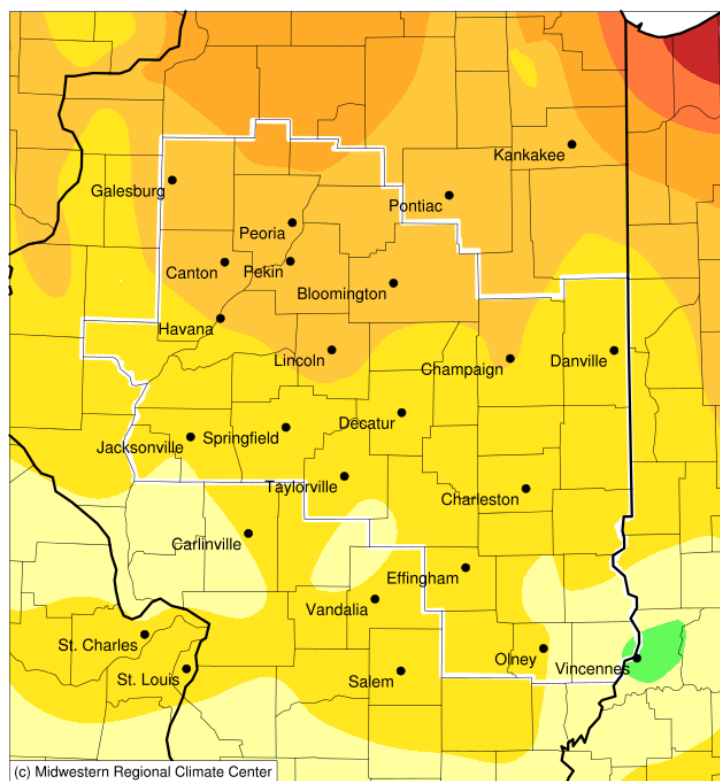 Kankakee
Galesburg
Pontiac
Peoria
Canton
Pekin
Bloomington
Havana
Lincoln
Champaign
Danville
Decatur
Springfield
Jacksonville
Taylorville
Charleston
Carlinville
Effingham
Vandalia
St. Charles
Olney
Vincennes
St. Louis
Salem
(c) Midwestern Regional Climate Center